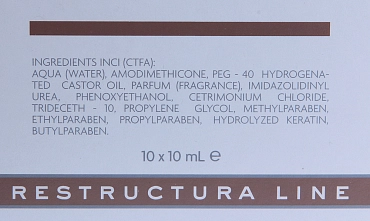 INGREDIENTS INCI (CTFA):
AQUA (WATER), AMODIMETHICONE, PEG - 40 HYDROGENA-
TED CASTOR OIL, PARFUM (FRAGRANCE), IMIDAZOLIDINYL
UREA, PHENOXYETHANOL, CETRIMONIUM CHLORIDE,
TRIDECETH - 10, PROPYLENE GLYCOL, METHYLPARABEN,
ETHYLPARABEN, PROPYLPARABEN, HYDROLYZED KERATIN,
BUTYLPARABEN.
10 x 10 mL ℮
RESTRUCTURA LINE